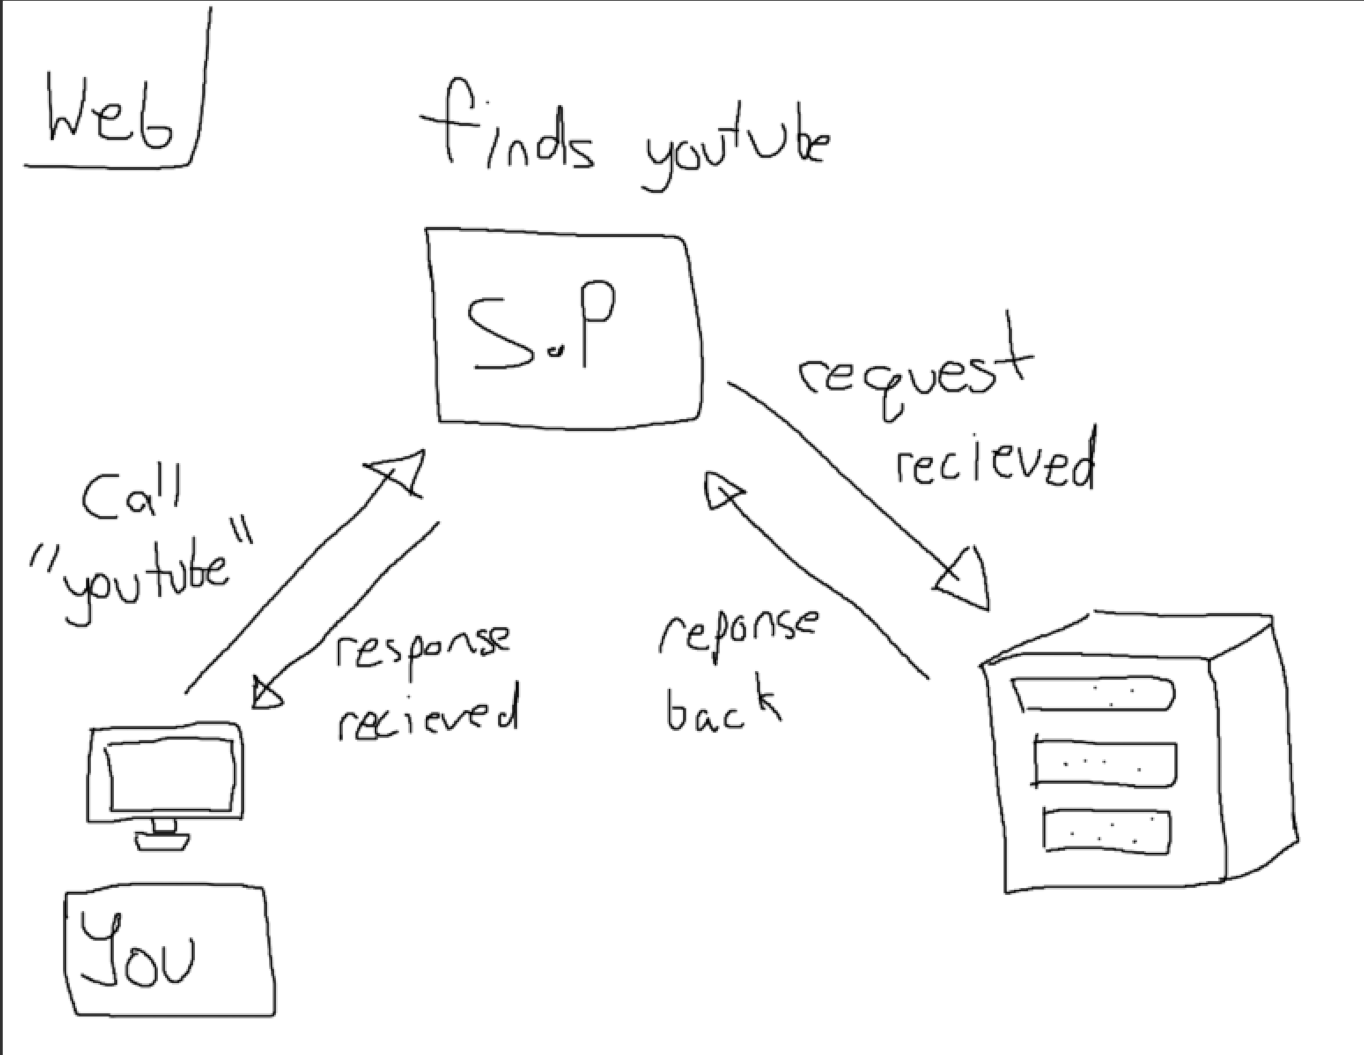 Web
finds youtube
S.P
request
recieved
Call
"youtube"
response
recieved
reponse
back
You